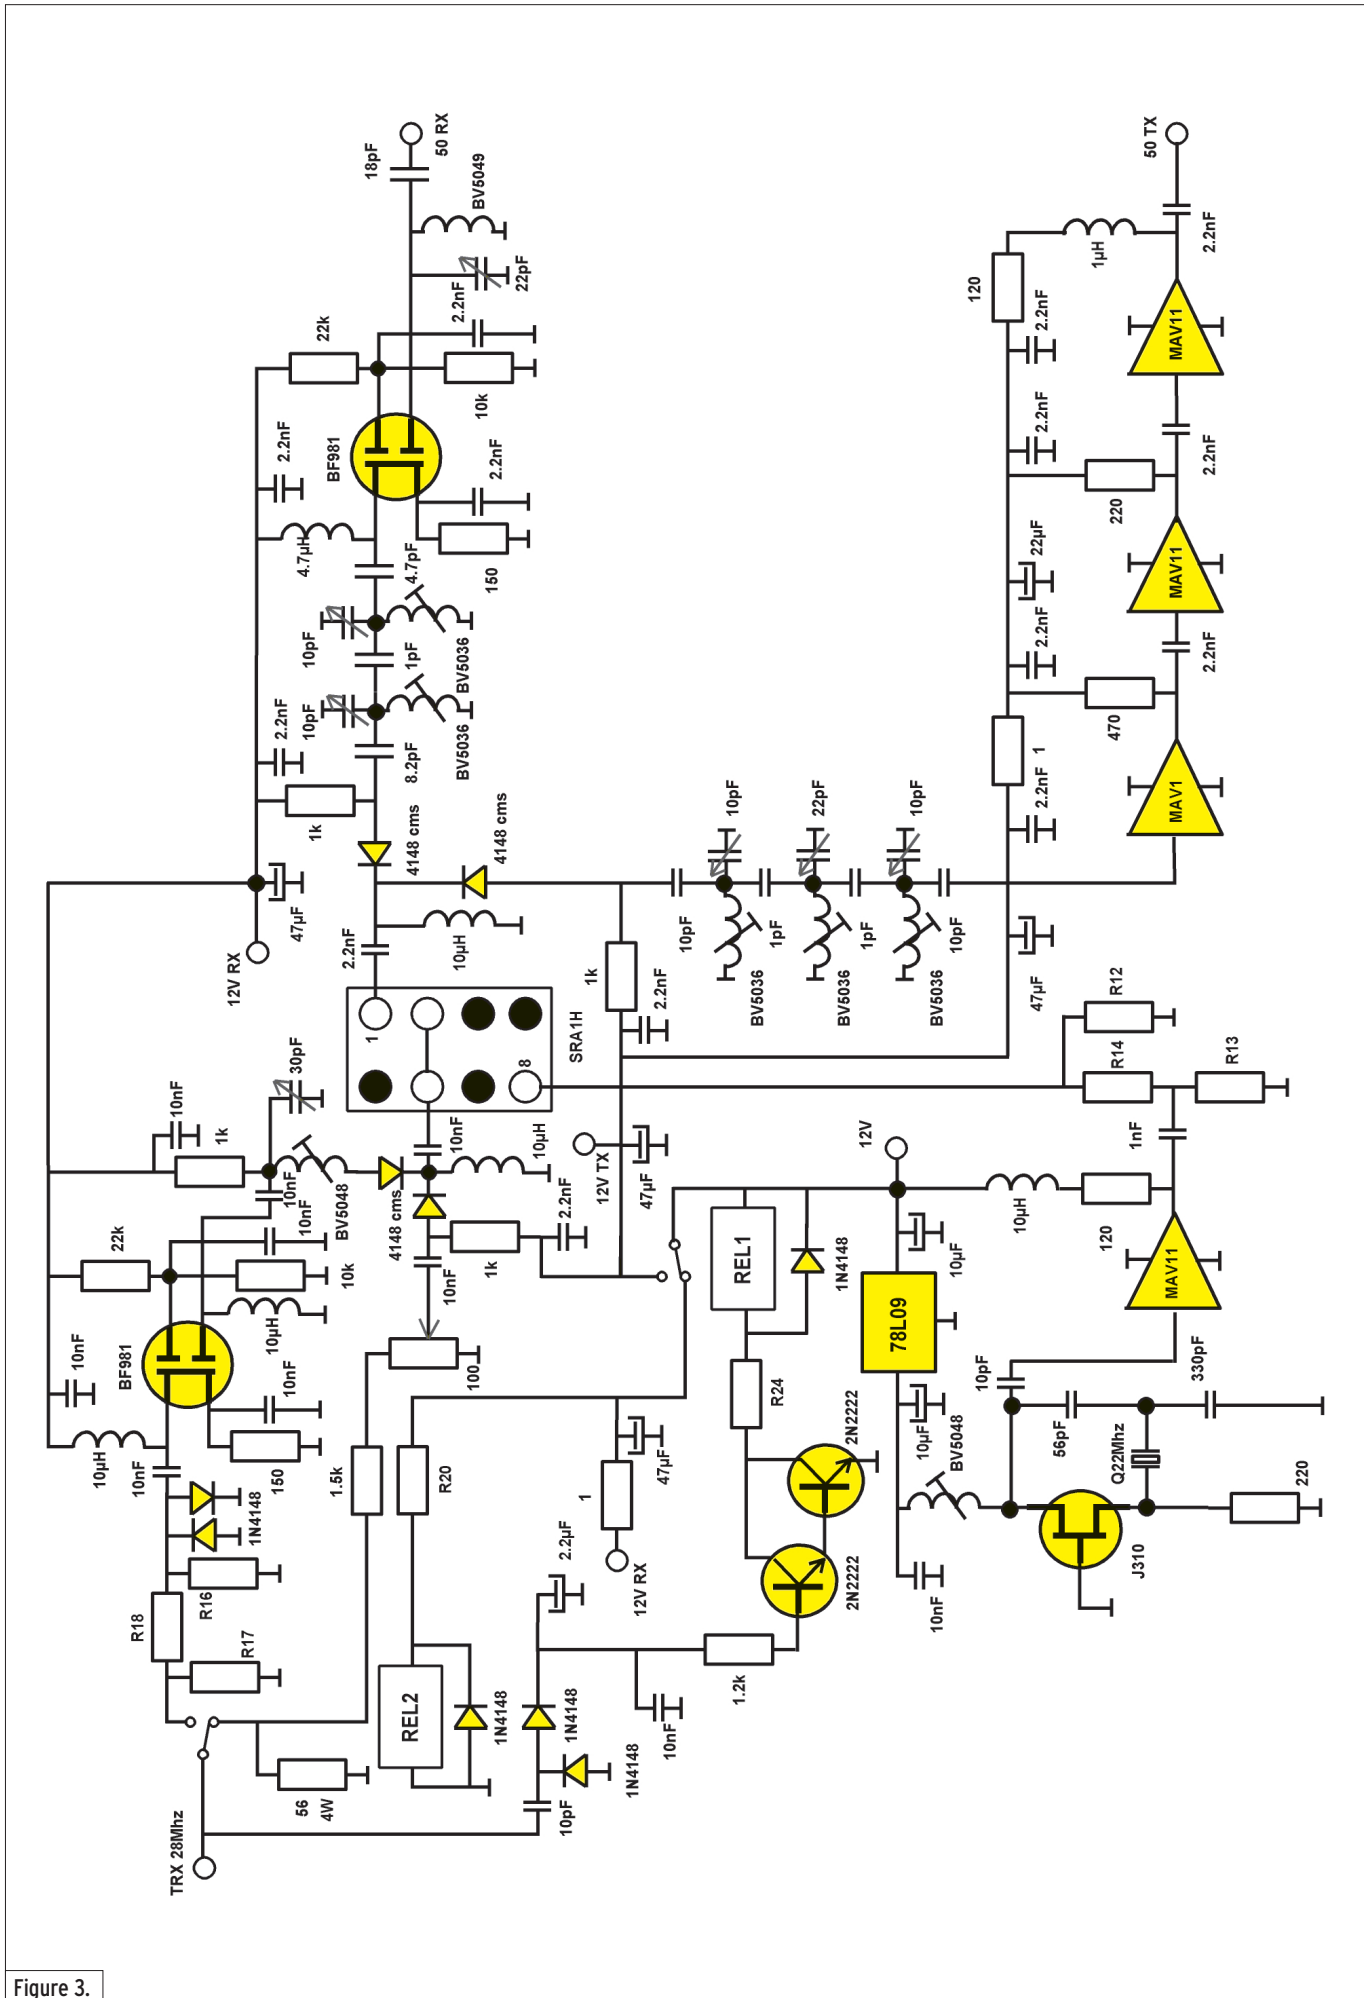 50 RX
18pF
BV5049
22pF
2.2nF
22k
10k
BF981
2.2nF
2.2nF
4.7µH
4.7pF
150
10pF
1pF
BV5036
2.2nF
10pF
8.2pF
BV5036
1k
4148 cms
4148 cms
47µF
12V RX
2.2nF
10µH
1
8
SRA1H
1k
2.2nF
10pF
10pF
1pF
22pF
1pF
10pF
10pF
BV5036
BV5036
BV5036
50 TX
2.2nF
1µH
120
2.2nF
MAV11
2.2nF
2.2nF
220
22µF
MAV11
2.2nF
2.2nF
470
1
2.2nF
MAV1
47µF
R12
R14
R13
1nF
12V
10µH
120
MAV11
10µF
78L09
10µF
BV5048
10pF
56pF
330pF
Q22Mhz
220
J310
10nF
10nF
1k
30pF
10nF
10nF
BV5048
22k
10k
10µH
BF981
10nF
10nF
10µH
10nF
150
1N4148
R18
R16
R17
4148 cms
10nF
10µH
1k
2.2nF
10nF
12V TX
47µF
100
1.5k
R20
REL1
1N4148
R24
2N2222
2N2222
1
47µF
12V RX
2.2µF
1.2k
10nF
REL2
1N4148
1N4148
1N4148
10pF
56
4W
TRX 28Mhz
Figure 3.